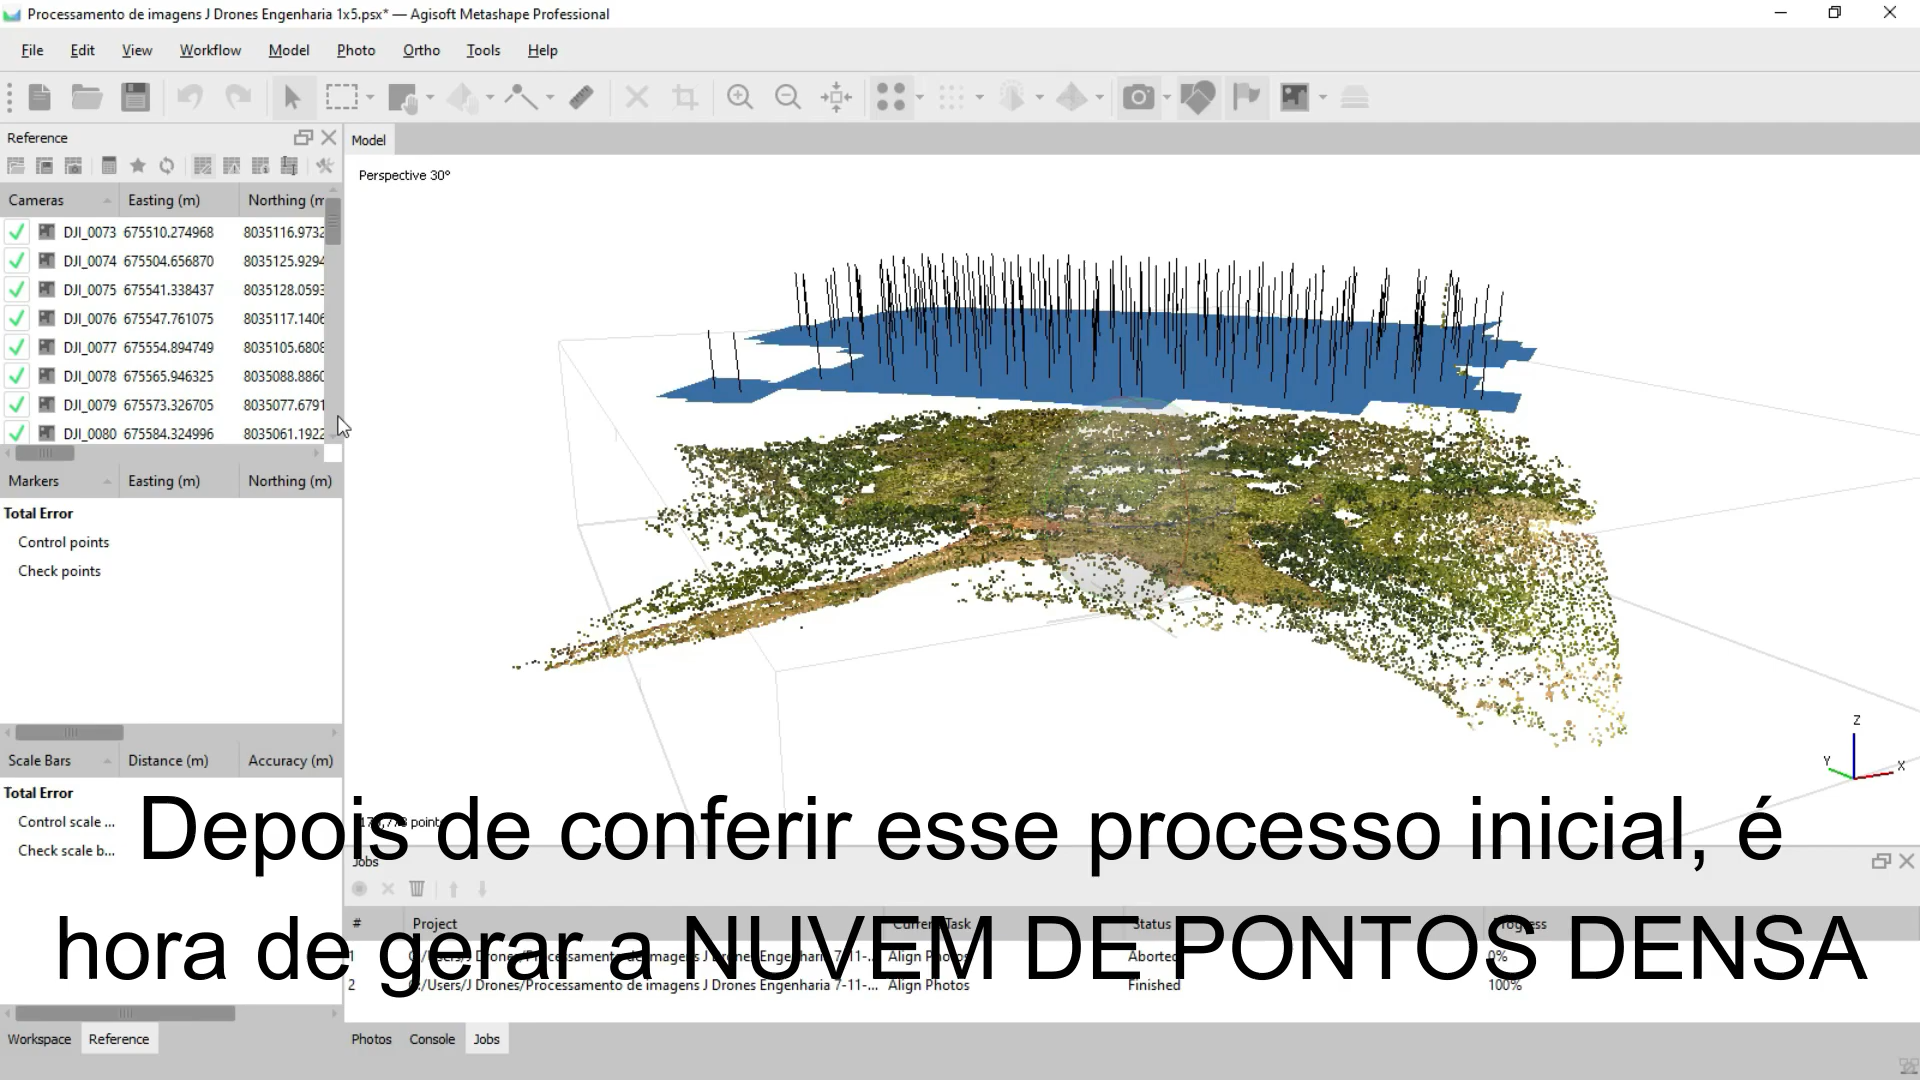 Processamento de imagens J Drones Engenharia 1x5.psx* — Agisoft Metashape Professional
File Edit View Workflow Model Photo Ortho Tools Help
Reference
Model
Perspective 30°
Cameras Easting (m) Northing (m
DJI_0073 675510.274968 8035116.9732
DJI_0074 675504.656870 8035125.9294
DJI_0075 675541.338437 8035128.0593
DJI_0076 675547.761075 8035117.1406
DJI_0077 675554.894749 8035105.6808
DJI_0078 675565.946325 8035088.8860
DJI_0079 675573.326705 8035077.6791
DJI_0080 675584.324996 8035061.1922
Markers Easting (m) Northing (m)
Total Error
Control points
Check points
Z
Y
X
Scale Bars Distance (m) Accuracy (m)
Total Error
Control scale ...
Check scale b...
points
Depois de conferir esse processo inicial, é
hora de gerar a NUVEM DE PONTOS DENSA
Jobs
# Project Current Task Status Progress
1 C:/Users/J Drones/Processamento de imagens J Drones Engenharia 7-11-... Align Photos Aborted 0%
2 C:/Users/J Drones/Processamento de imagens J Drones Engenharia 7-11-... Align Photos Finished 100%
Workspace Reference
Photos Console Jobs